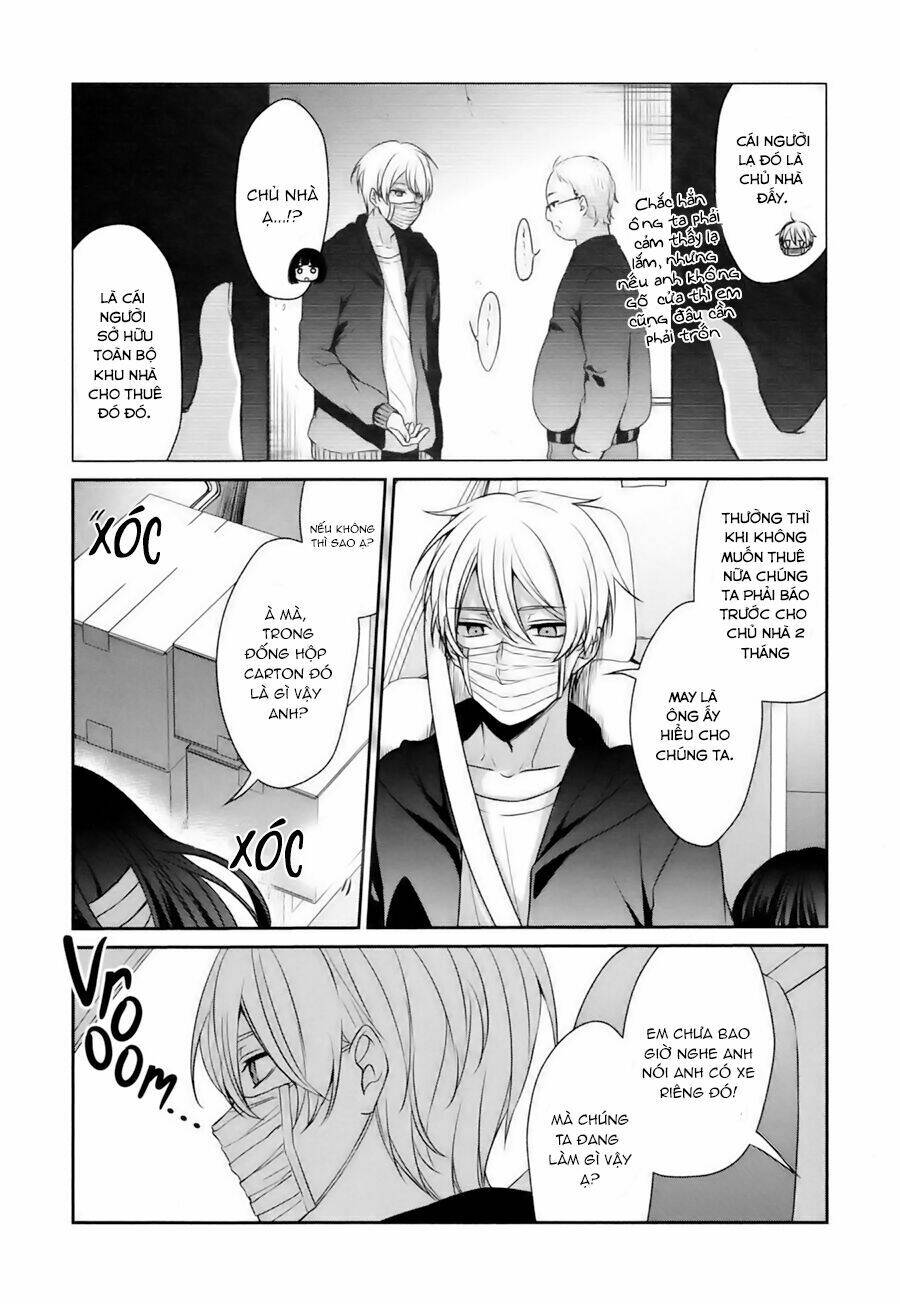 CÁI NGƯỜI
LẠ ĐÓ LÀ
CHỦ NHÀ
ĐẤY.
Chắc hẳn
ông ta phải
cảm thấy lạ
lắm, nhưng
nếu anh không
gõ cửa thì em
cũng đâu cần
phải trốn
CHỦ NHÀ
Ạ...!?
LÀ CÁI
NGƯỜI
SỞ HỮU
TOÀN BỘ
KHU NHÀ
CHO THUÊ
ĐÓ ĐÓ.
THƯỜNG THÌ
KHI KHÔNG
MUỐN THUÊ
NỮA CHÚNG
TA PHẢI BÁO
TRƯỚC CHO
CHỦ NHÀ 2
THÁNG
MAY LÀ
ÔNG ẤY
HIỂU CHO
CHÚNG TA.
NẾU KHÔNG
THÌ SAO Ạ?
XÓC
À MÀ,
TRONG
ĐỐNG HỘP
CARTON ĐÓ
LÀ GÌ VẬY
ANH?
XÓC
EM CHƯA BAO
GIỜ NGHE ANH
NÓI ANH CÓ XE
RIÊNG ĐÓ!
MÀ CHÚNG
TA ĐANG
LÀM GÌ VẬY
Ạ?
Vro
oom...